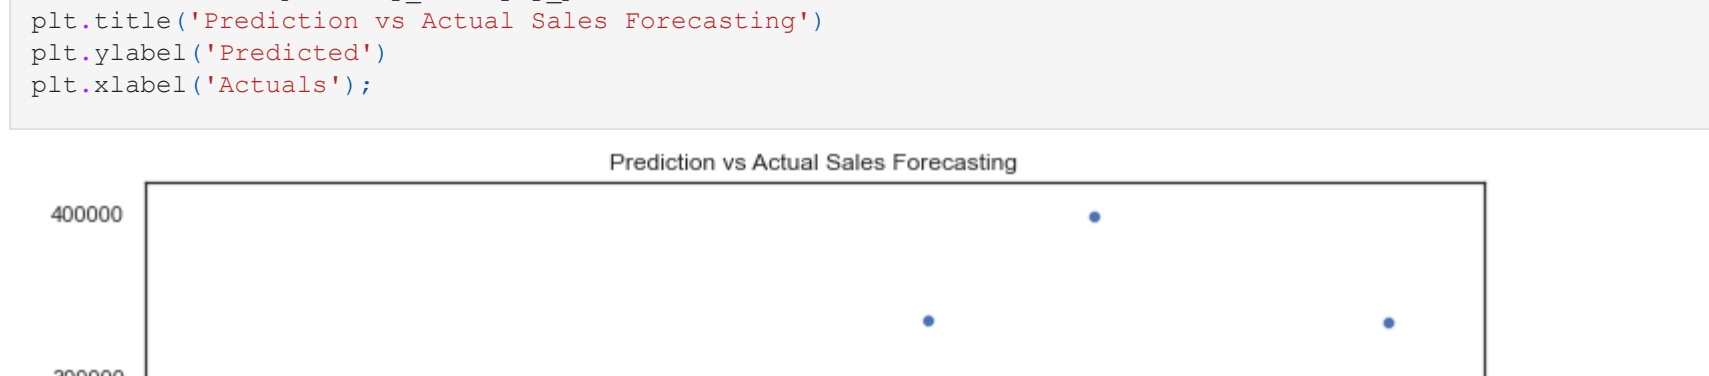 plt.title('Prediction vs Actual Sales Forecasting')
plt.ylabel('Predicted')
plt.xlabel('Actuals');
Prediction vs Actual Sales Forecasting
400000